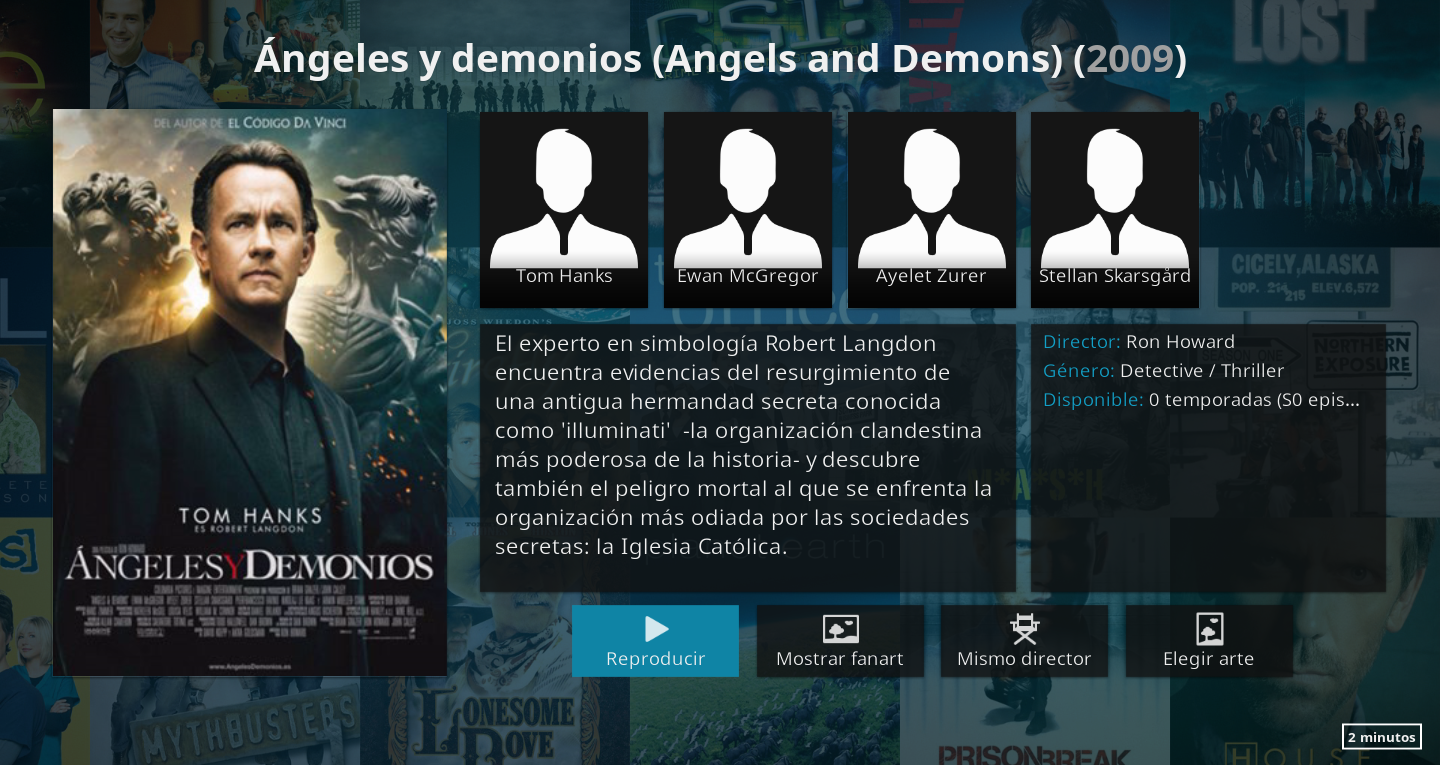 Ángeles y demonios (Angels and Demons) (2009)
LOST
DEL AUTOR DE EL CÓDIGO DA VINCI
TOM HANKS
ES ROBERT LANGDON
ÁNGELES Y DEMONIOS
www.AngelesDemonios.es
Tom Hanks
Ewan McGregor
Ayelet Zurer
Stellan Skarsgård
CICELY, ALASKA
POP. 215 ELEV. 6,572
JOSS WHEDON'S
NORTHERN
EXPOSURE
El experto en simbología Robert Langdon
encuentra evidencias del resurgimiento de
una antigua hermandad secreta conocida
como 'illuminati'  -la organización clandestina
más poderosa de la historia- y descubre
también el peligro mortal al que se enfrenta la
organización más odiada por las sociedades
secretas: la Iglesia Católica.
Director: Ron Howard
Género: Detective / Thriller
Disponible: 0 temporadas (S0 epis...
M*A*S*H
earth
Reproducir
Mostrar fanart
Mismo director
Elegir arte
MYTHBUSTERS
LONESOME
DOVE
PRISON BREAK
HOUSE
2 minutos